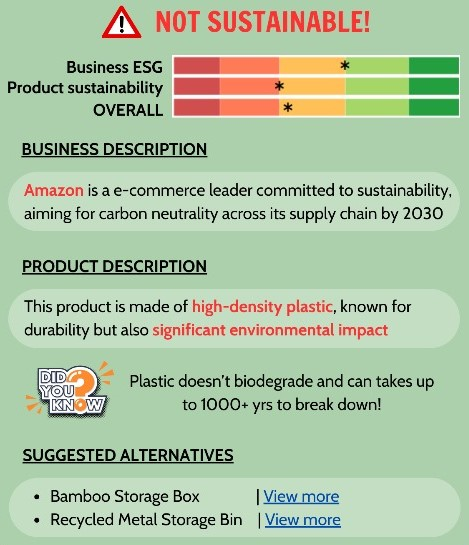 NOT SUSTAINABLE!
Business ESG *
Product sustainability *
OVERALL *
BUSINESS DESCRIPTION
Amazon is a e-commerce leader committed to sustainability,
aiming for carbon neutrality across its supply chain by 2030
PRODUCT DESCRIPTION
This product is made of high-density plastic, known for
durability but also significant environmental impact
DID
YOU
KNOW
?
Plastic doesn't biodegrade and can takes up
to 1000+ yrs to break down!
SUGGESTED ALTERNATIVES
• Bamboo Storage Box | View more
• Recycled Metal Storage Bin | View more